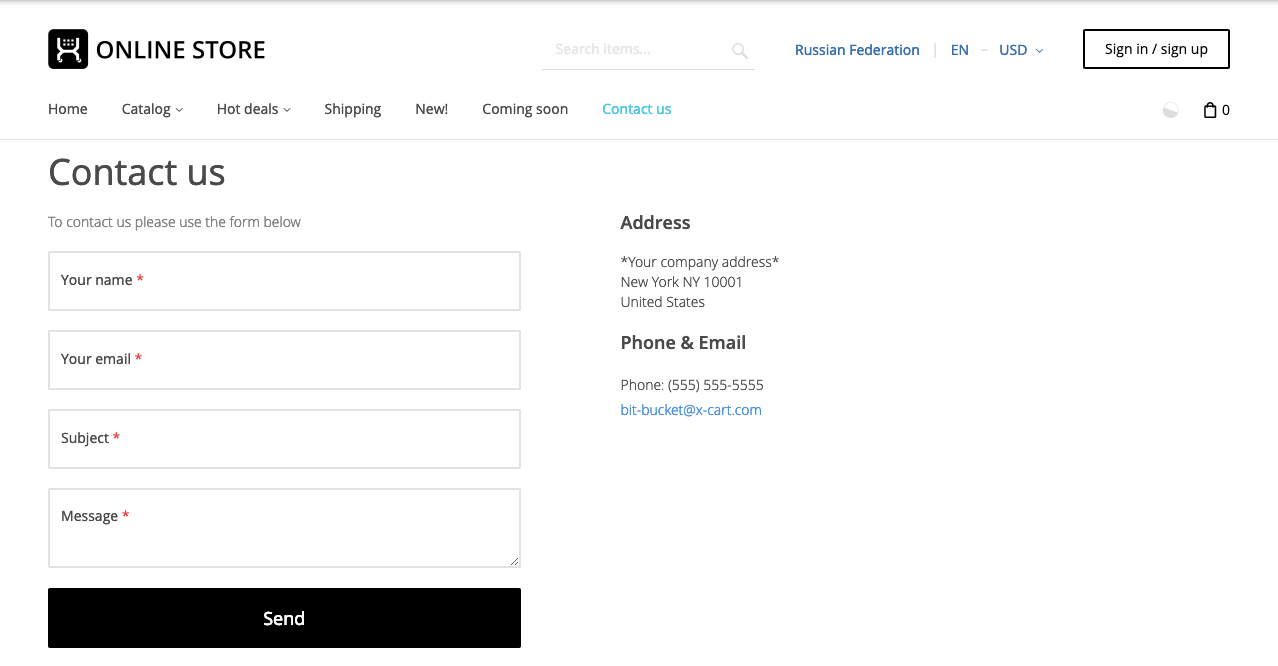 ONLINE STORE
Search items...
Russian Federation | EN – USD
Sign in / sign up
Home Catalog Hot deals Shipping New! Coming soon Contact us
0
Contact us
To contact us please use the form below
Your name *
Your email *
Subject *
Message *
Send
Address
*Your company address*
New York NY 10001
United States
Phone & Email
Phone: (555) 555-5555
bit-bucket@x-cart.com